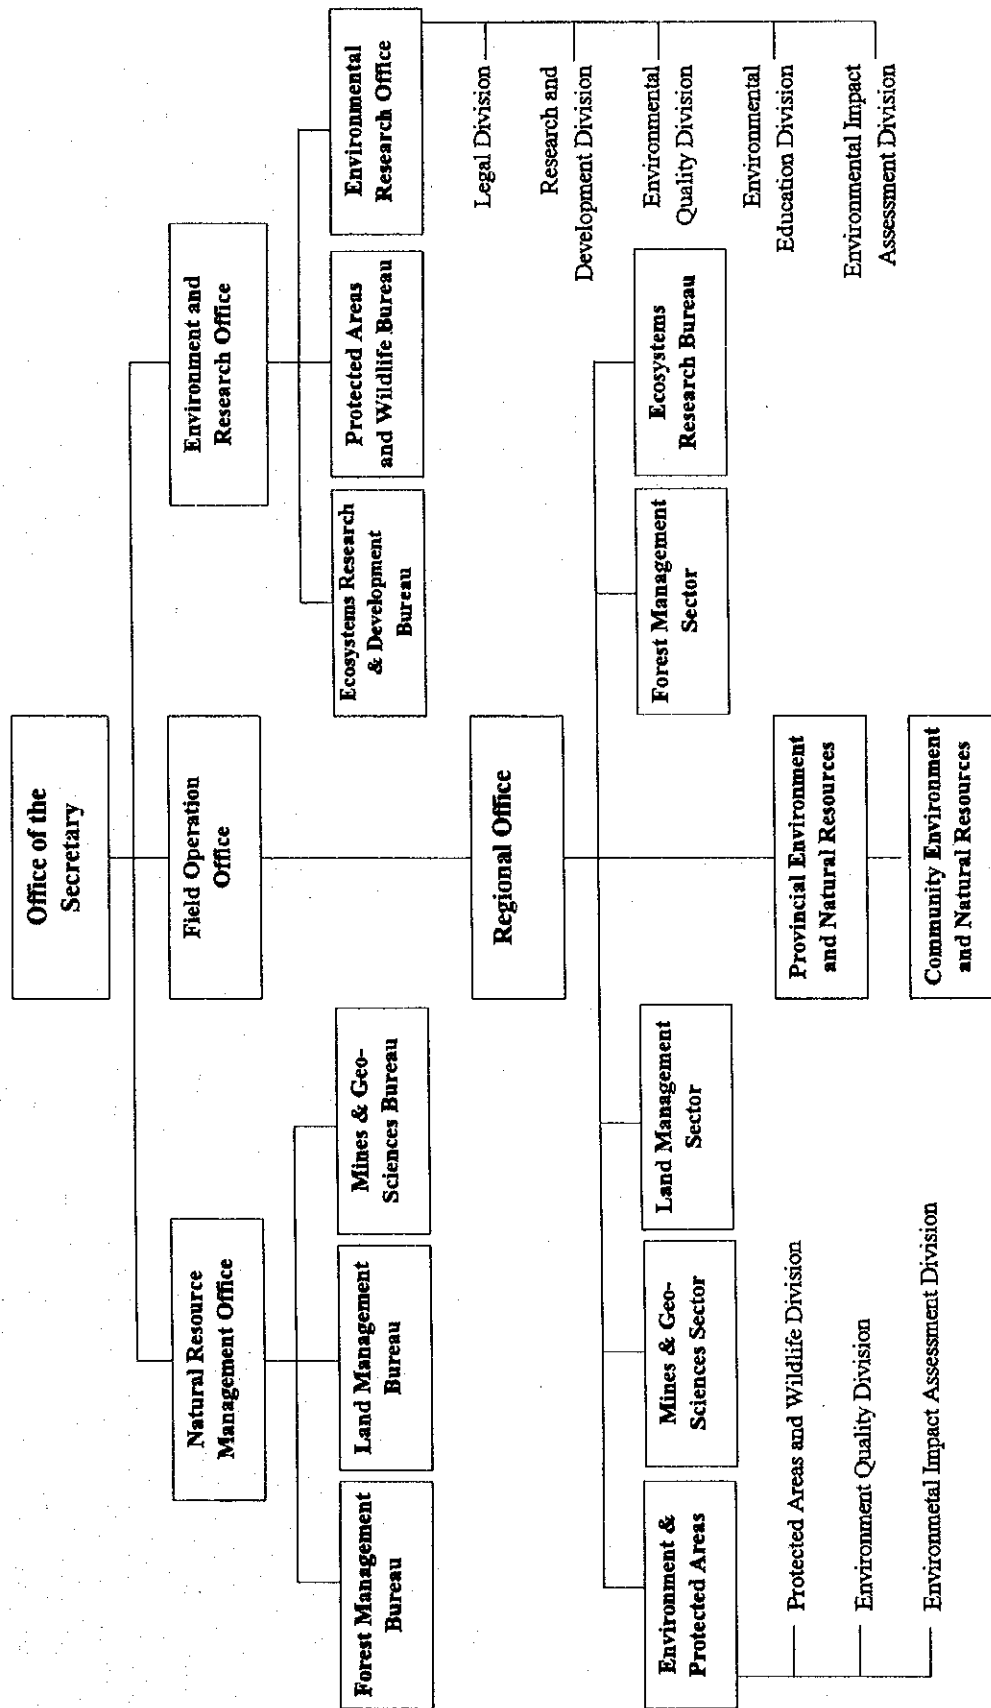 Office of the
Secretary
Natural Resource
Management Office
Field Operation
Office
Environment and
Research Office
Forest Management
Bureau
Land Management
Bureau
Mines & Geo-
Sciences Bureau
Ecosystems Research
& Development
Bureau
Protected Areas
and Wildlife Bureau
Environmental
Research Office
Legal Division
Research and
Development Division
Environmental
Quality Division
Environmental
Education Division
Environmental Impact
Assessment Division
Regional Office
Environment &
Protected Areas
Mines & Geo-
Sciences Sector
Land Management
Sector
Forest Management
Sector
Ecosystems
Research Bureau
Protected Areas and Wildlife Division
Environment Quality Division
Environmetal Impact Assessment Division
Provincial Environment
and Natural Resources
Community Environment
and Natural Resources